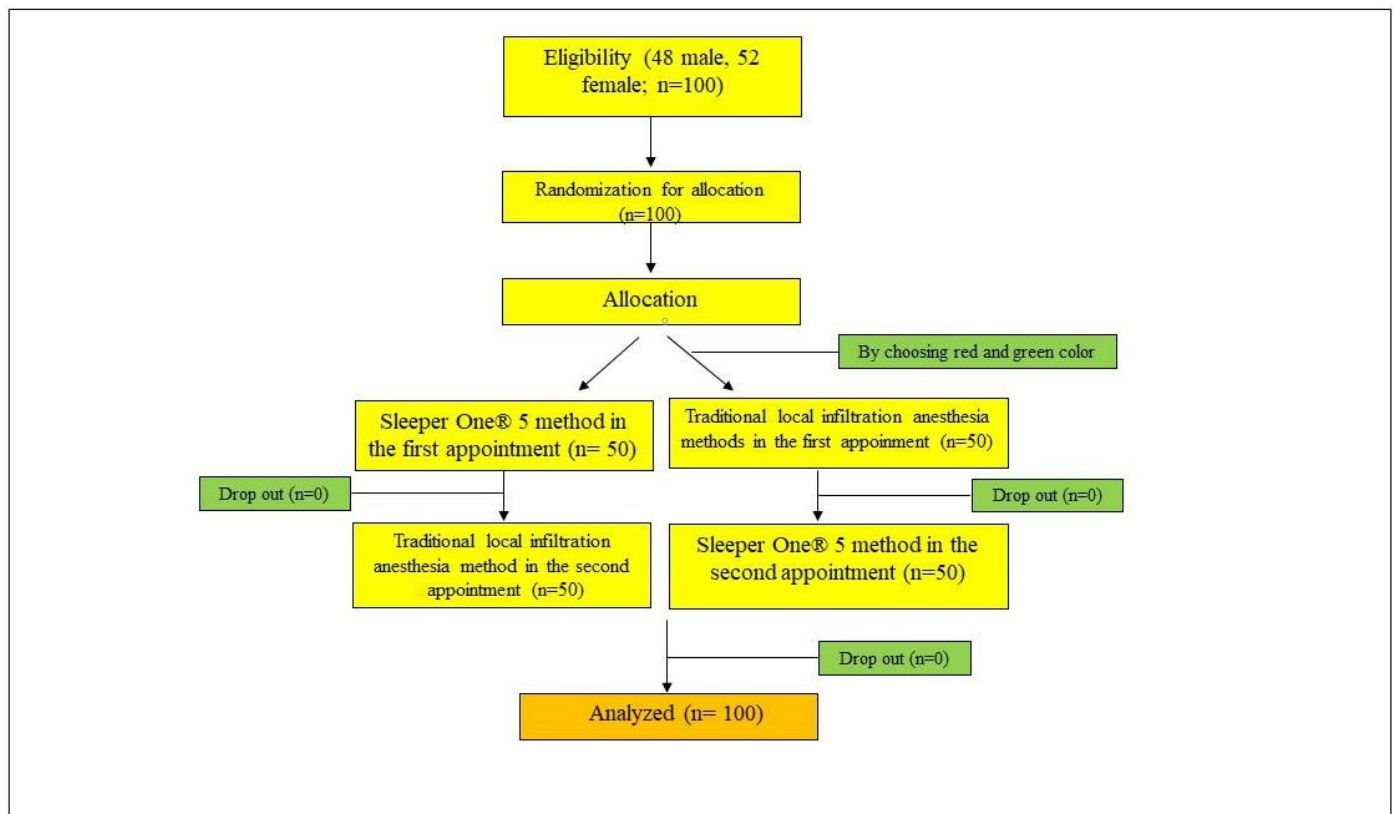 Eligibility (48 male, 52
female; n=100)
Randomization for allocation
(n=100)
Allocation
By choosing red and green color
Sleeper One® 5 method in
the first appointment (n= 50)
Traditional local infiltration anesthesia
methods in the first appoinment (n=50)
Drop out (n=0)
Drop out (n=0)
Traditional local infiltration
anesthesia method in the second
appointment (n=50)
Sleeper One® 5 method in the
second appointment (n=50)
Drop out (n=0)
Analyzed (n= 100)